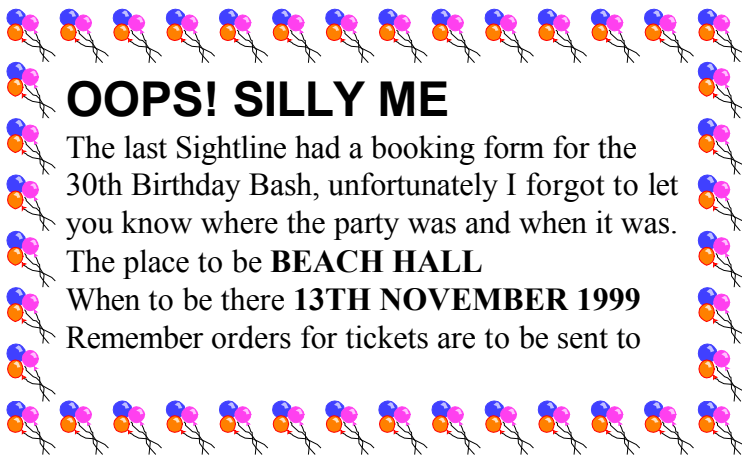 OOPS! SILLY ME
The last Sightline had a booking form for the
30th Birthday Bash, unfortunately I forgot to let
you know where the party was and when it was.
The place to be BEACH HALL
When to be there 13TH NOVEMBER 1999
Remember orders for tickets are to be sent to